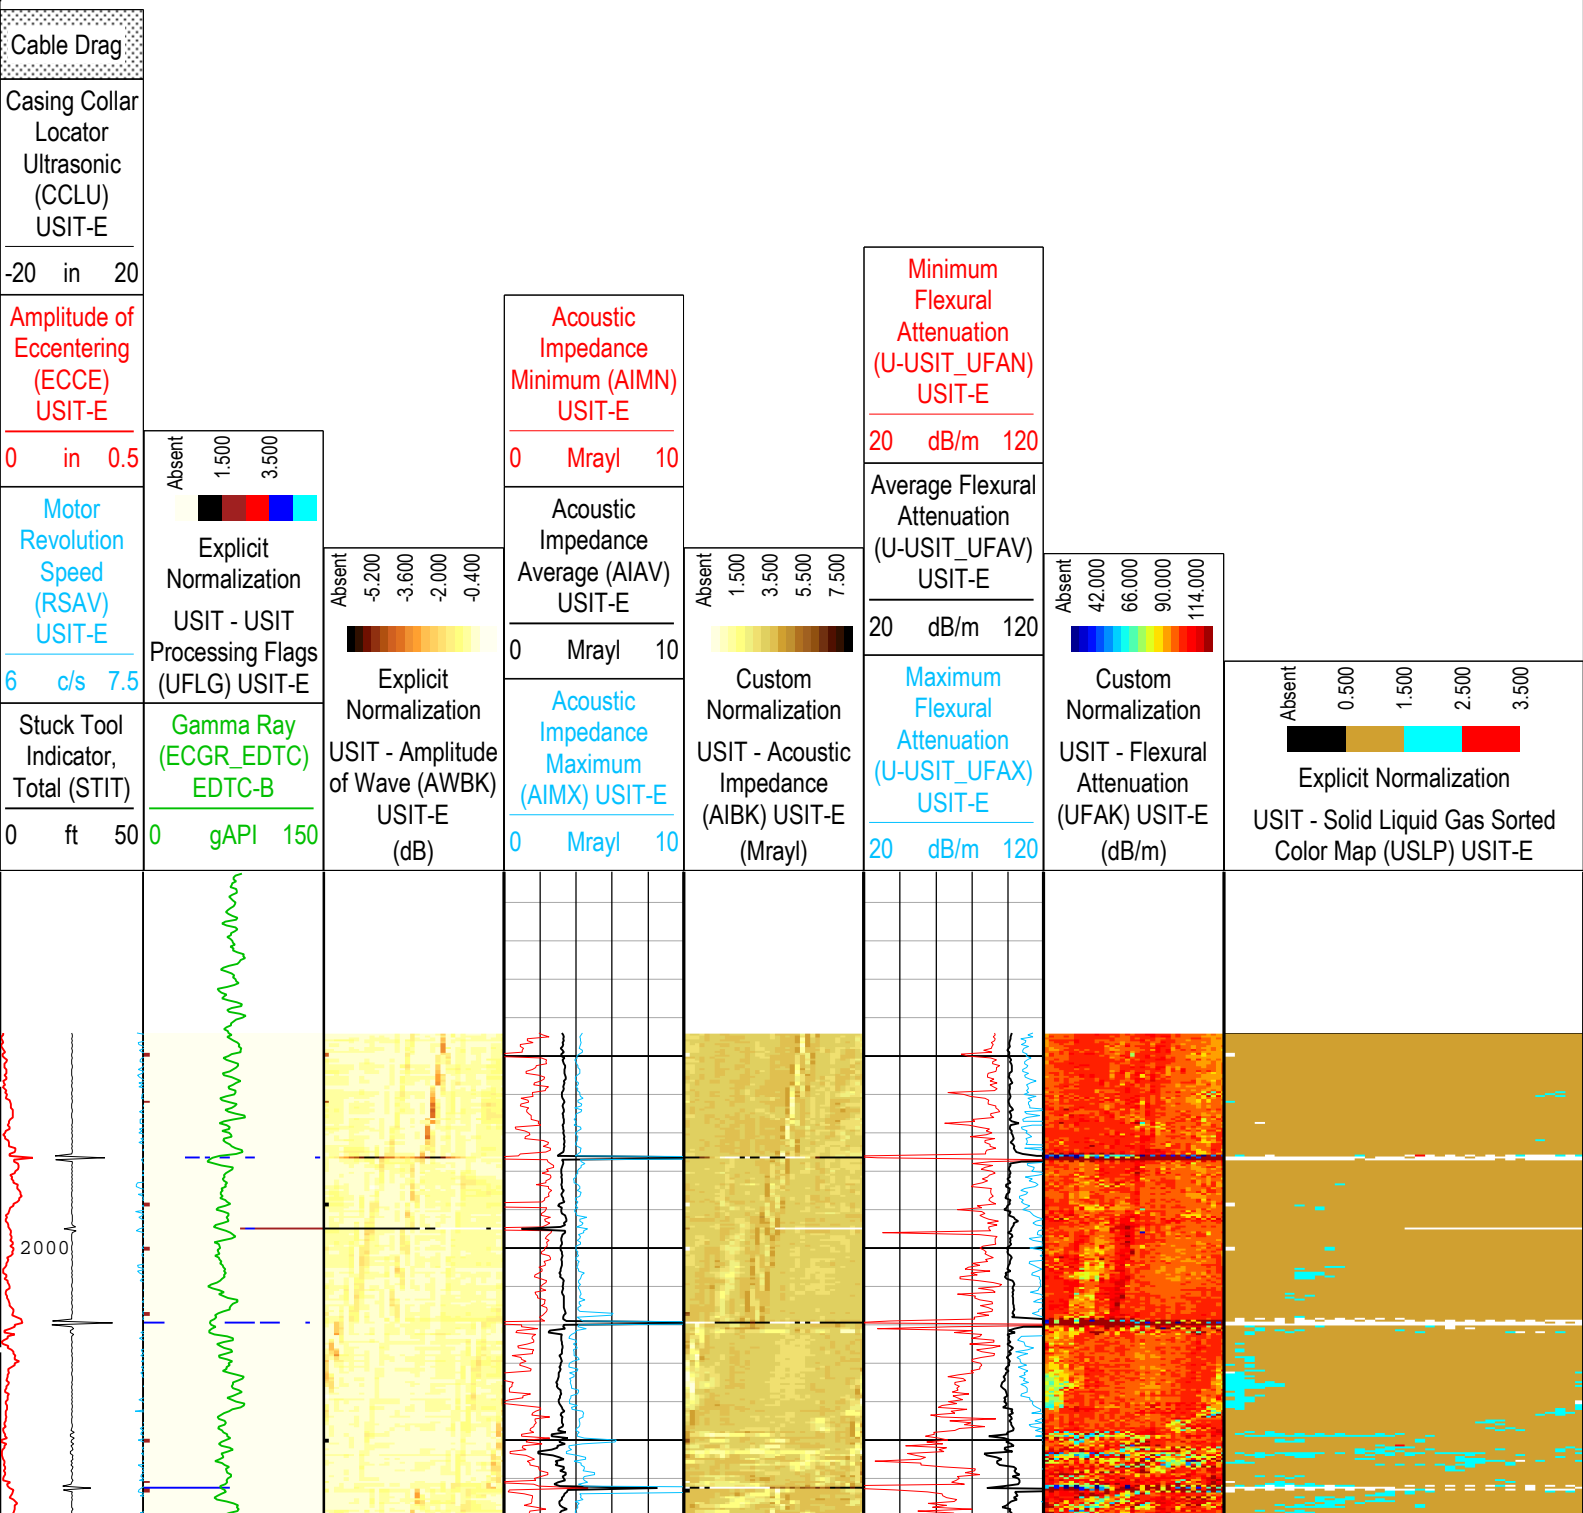 Cable Drag
Casing Collar
Locator
Ultrasonic
(CCLU)
USIT-E
-20 in 20
Amplitude of
Eccentering
(ECCE)
USIT-E
0 in 0.5
Motor
Revolution
Speed
(RSAV)
USIT-E
6 c/s 7.5
Stuck Tool
Indicator,
Total (STIT)
0 ft 50
Absent 1.500 3.500
Explicit
Normalization
USIT - USIT
Processing Flags
(UFLG) USIT-E
Gamma Ray
(ECGR_EDTC)
EDTC-B
0 gAPI 150
Absent -5.200 -3.600 -2.000 -0.400
Explicit
Normalization
USIT - Amplitude
of Wave (AWBK)
USIT-E
(dB)
Acoustic
Impedance
Minimum (AIMN)
USIT-E
0 Mrayl 10
Acoustic
Impedance
Average (AIAV)
USIT-E
0 Mrayl 10
Acoustic
Impedance
Maximum
(AIMX) USIT-E
0 Mrayl 10
Absent 1.500 3.500 5.500 7.500
Custom
Normalization
USIT - Acoustic
Impedance
(AIBK) USIT-E
(Mrayl)
Minimum
Flexural
Attenuation
(U-USIT_UFAN)
USIT-E
20 dB/m 120
Average Flexural
Attenuation
(U-USIT_UFAV)
USIT-E
20 dB/m 120
Maximum
Flexural
Attenuation
(U-USIT_UFAX)
USIT-E
20 dB/m 120
Absent 42.000 66.000 90.000 114.000
Custom
Normalization
USIT - Flexural
Attenuation
(UFAK) USIT-E
(dB/m)
Absent 0.500 1.500 2.500 3.500
Explicit Normalization
USIT - Solid Liquid Gas Sorted
Color Map (USLP) USIT-E
2000